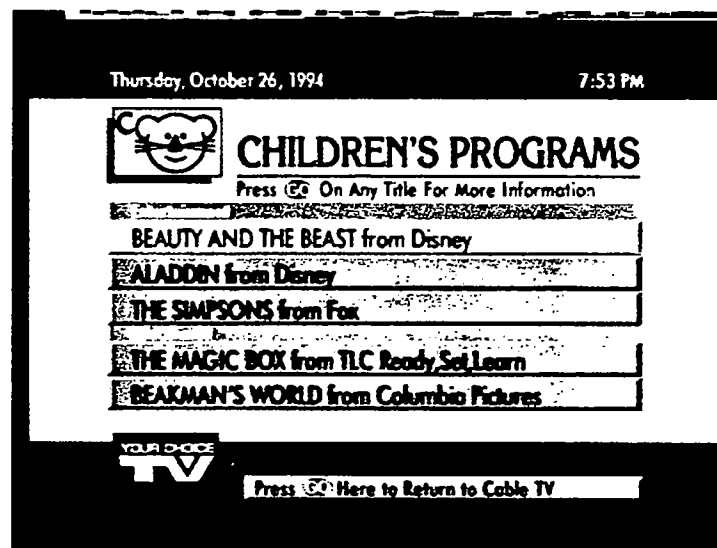 Thursday, October 26, 1994 7:53 PM
CHILDREN'S PROGRAMS
Press GO On Any Title For More Information
BEAUTY AND THE BEAST from Disney
ALADDIN from Disney
THE SIMPSONS from Fox
THE MAGIC BOX from TLC Ready,Set,Learn
BEAKMAN'S WORLD from Columbia Pictures
YOUR CHOICE
TV
Press GO Here to Return to Cable TV